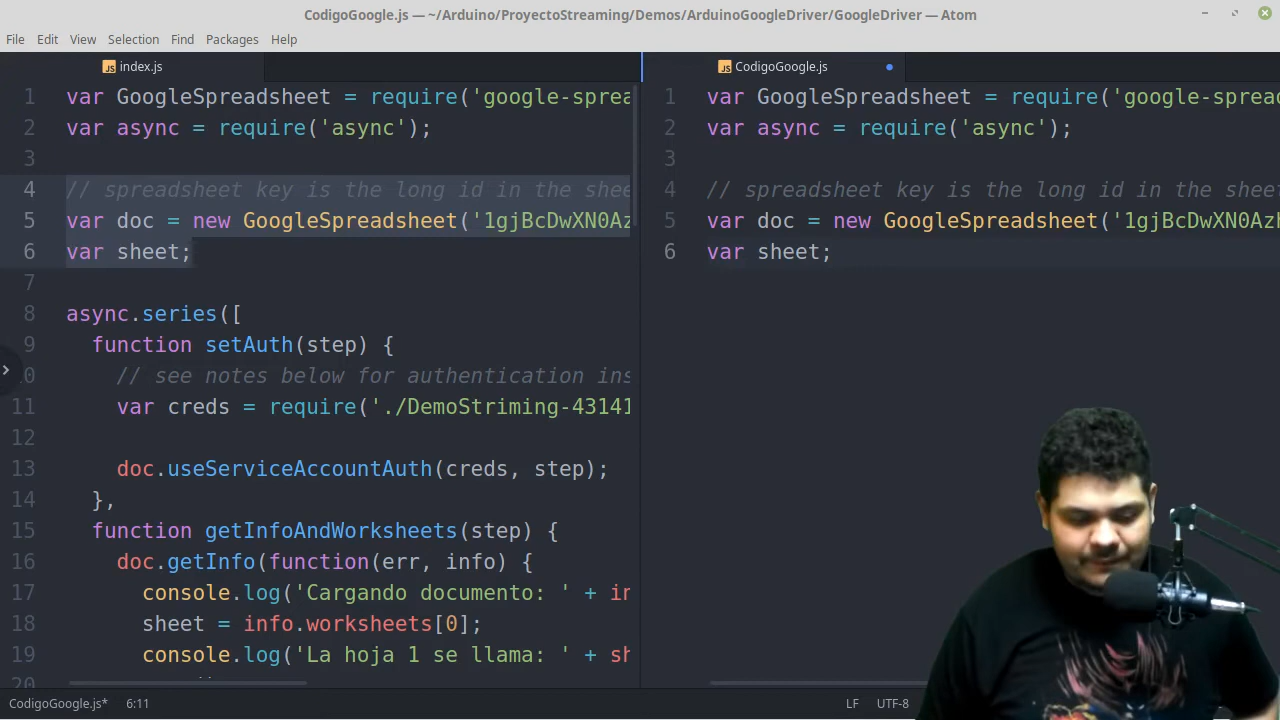 CodigoGoogle.js — ~/Arduino/ProyectoStreaming/Demos/ArduinoGoogleDriver/GoogleDriver — Atom
File Edit View Selection Find Packages Help
index.js
1 var GoogleSpreadsheet = require('google-sprea
2 var async = require('async');
3
4 // spreadsheet key is the long id in the shee
5 var doc = new GoogleSpreadsheet('1gjBcDwXN0Az
6 var sheet;
7
8 async.series([
9 function setAuth(step) {
10 // see notes below for authentication ins
11 var creds = require('./DemoStriming-43141
12
13 doc.useServiceAccountAuth(creds, step);
14 },
15 function getInfoAndWorksheets(step) {
16 doc.getInfo(function(err, info) {
17 console.log('Cargando documento: ' + in
18 sheet = info.worksheets[0];
19 console.log('La hoja 1 se llama: ' + sh
20
CodigoGoogle.js
1 var GoogleSpreadsheet = require('google-spread
2 var async = require('async');
3
4 // spreadsheet key is the long id in the shee
5 var doc = new GoogleSpreadsheet('1gjBcDwXN0Az
6 var sheet;
CodigoGoogle.js* 6:11 LF UTF-8